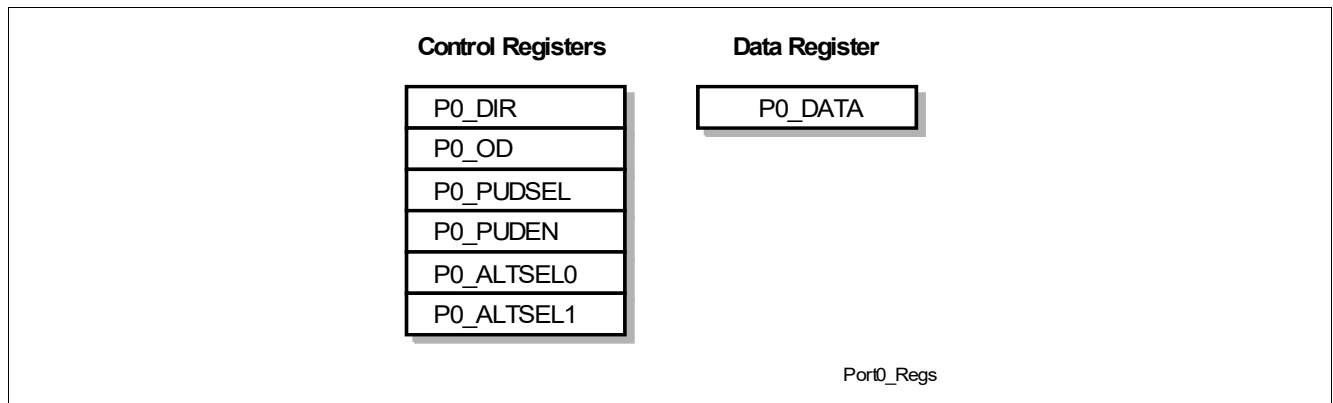 Control Registers
Data Register
P0_DIR
P0_DATA
P0_OD
P0_PUDSEL
P0_PUDEN
P0_ALTSEL0
P0_ALTSEL1
Port0_Regs